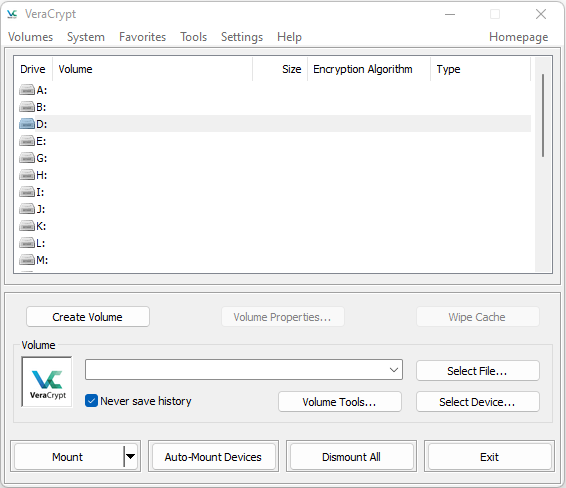 VeraCrypt
Volumes System Favorites Tools Settings Help Homepage
Drive Volume Size Encryption Algorithm Type
A:
B:
D:
E:
G:
H:
I:
J:
K:
L:
M:
Create Volume Volume Properties... Wipe Cache
Volume
VeraCrypt
Select File...
Never save history Volume Tools... Select Device...
Mount Auto-Mount Devices Dismount All Exit